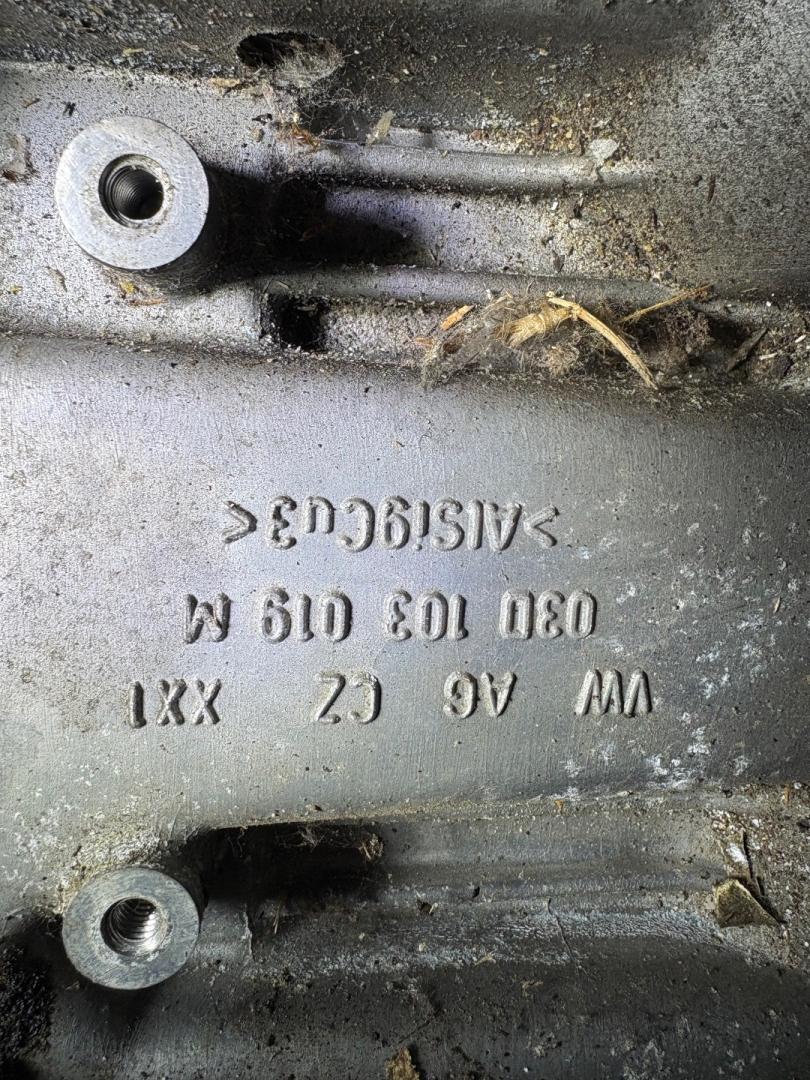 VW AG CZ XX1
03D 103 019 M
>AlSi9Cu3<